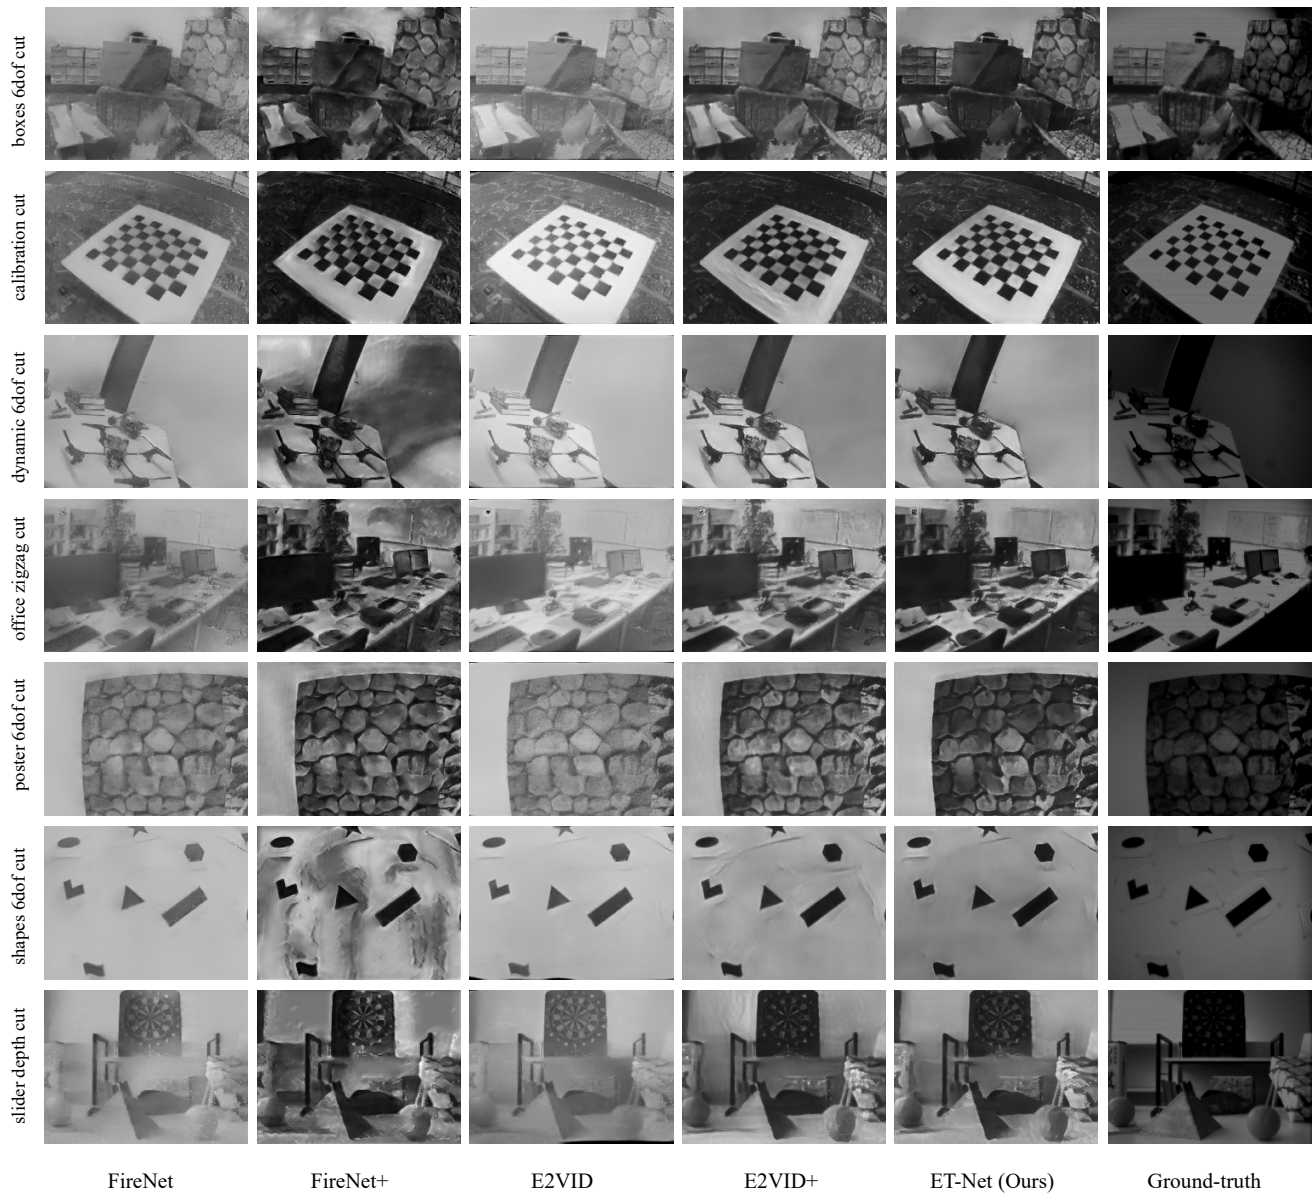 boxes 6dof cut
calibration cut
dynamic 6dof cut
office zigzag cut
poster 6dof cut
shapes 6dof cut
slider depth cut
FireNet
FireNet+
E2VID
E2VID+
ET-Net (Ours)
Ground-truth